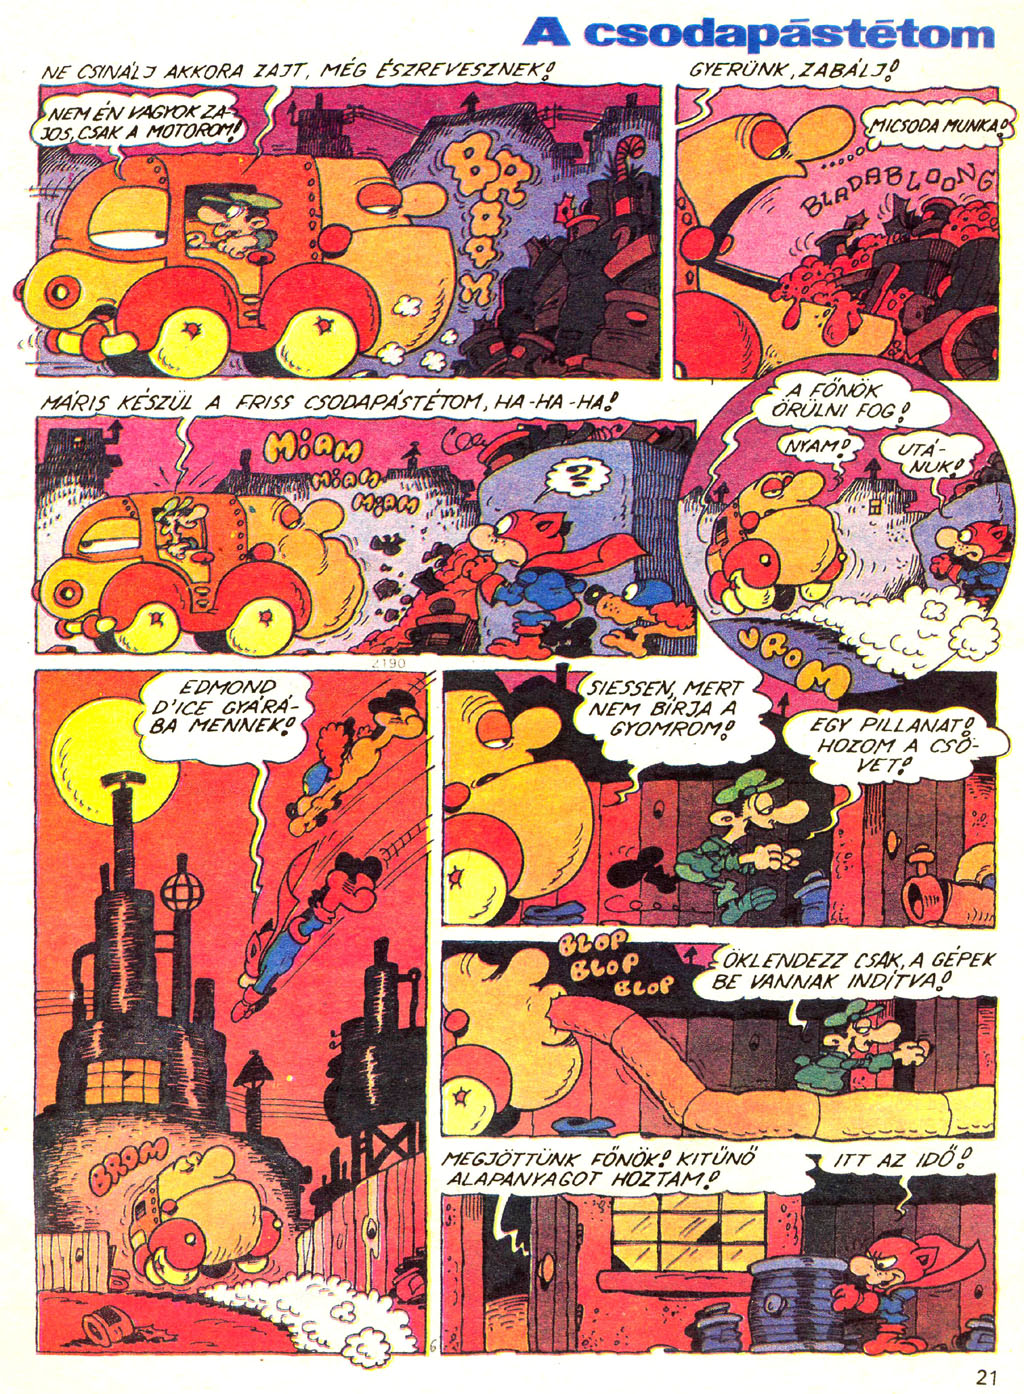 A csodapástétom
NE CSINÁLJ AKKORA ZAJT, MÉG ÉSZREVESZNEK!
NEM ÉN VAGYOK ZA-
JOS, CSAK A MOTOROM!
BRAAAM
GYERÜNK, ZABÁLJ!
MICSODA MUNKA!
BLADABLOONG
MÁRIS KÉSZÜL A FRISS CSODAPÁSTÉTOM, HA-HA-HA!
MIAM
MIAM
MIAM
?
A FŐNÖK
ÖRÜLNI FOG!
NYAM!
UTÁ-
NUK!
VROM
2190
EDMOND
D'ICE GYÁRÁ-
BA MENNEK!
BROM
SIESSEN, MERT
NEM BÍRJA A
GYOMROM!
EGY PILLANAT!
HOZOM A CSÖ-
VET!
BLOP
BLOP
BLOP
ÖKLENDEZZ CSAK, A GÉPEK
BE VANNAK INDÍTVA!
MEGJÖTTÜNK FŐNÖK! KITŰNŐ
ALAPANYAGOT HOZTAM!
ITT AZ IDŐ!
6
21